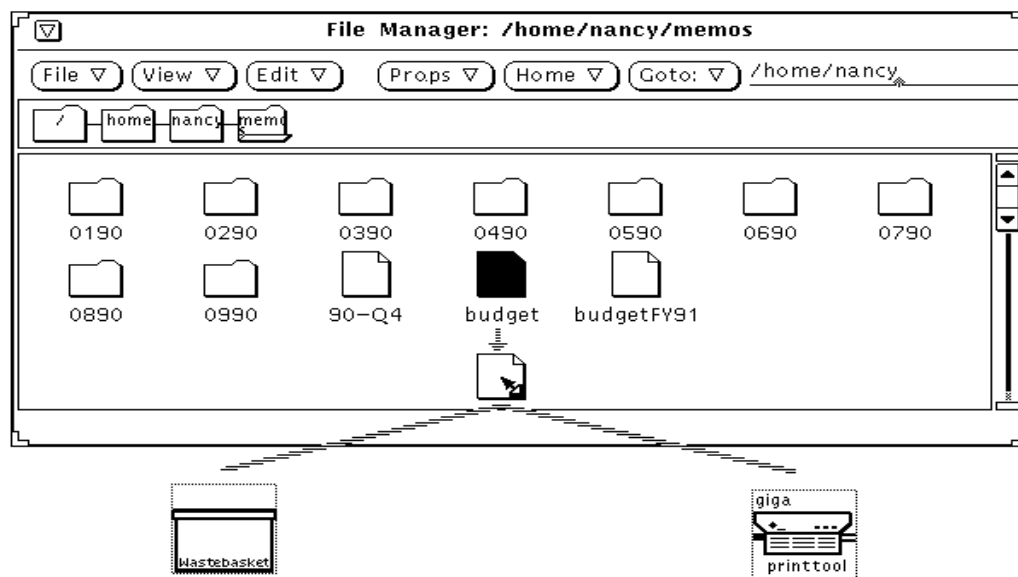 File Manager: /home/nancy/memos
File View Edit Props Home Goto: /home/nancy
/ home nancy memo
0190 0290 0390 0490 0590 0690 0790
0890 0990 90-Q4 budget budgetFY91
giga
Wastebasket printtool